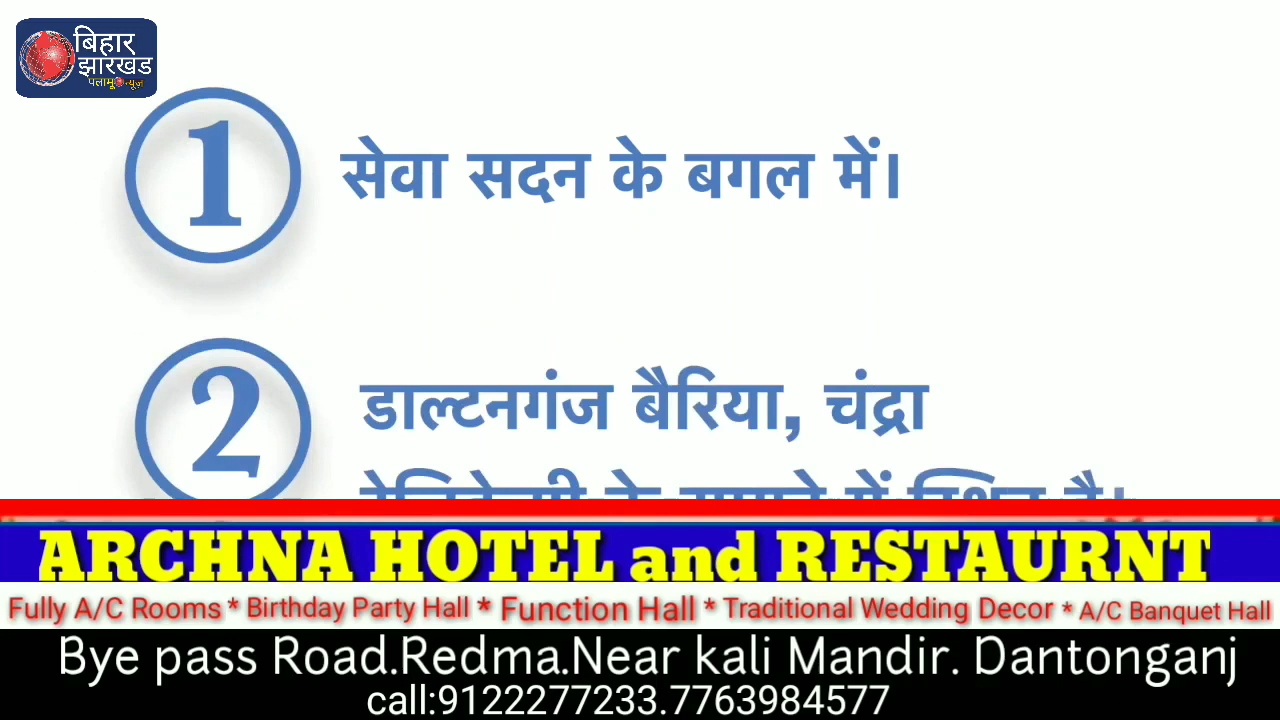 बिहार
झारखंड
पलामू न्यूज़
1 सेवा सदन के बगल में।
2 डाल्टनगंज बैरिया, चंद्रा
के सामने में स्थित है।
ARCHNA HOTEL and RESTAURNT
Fully A/C Rooms * Birthday Party Hall * Function Hall * Traditional Wedding Decor * A/C Banquet Hall
Bye pass Road.Redma.Near kali Mandir. Dantonganj
call:9122277233.7763984577